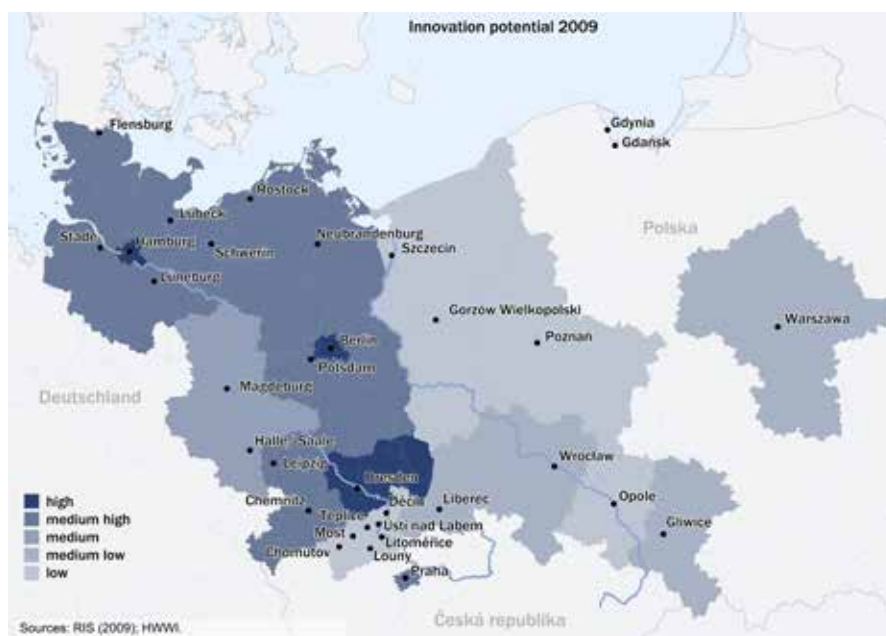 Innovation potential 2009
Flensburg
Gdynia
Gdańsk
Rostock
Lübeck
Polska
Stade
Hamburg
Schwerin
Neubrandenburg
Szczecin
Lüneburg
Gorzów Wielkopolski
Warszawa
Berlin
Poznań
Potsdam
Deutschland
Magdeburg
Halle/ Saale
Leipzig
Wrocław
Dresden
Chemnitz
Děčín
Liberec
Opole
Teplice
Ústí nad Labem
Most
Litoměřice
Gliwice
Chomutov
Louny
Praha
Česká republika
high
medium high
medium
medium low
low
Sources: RIS (2009); HWWI.